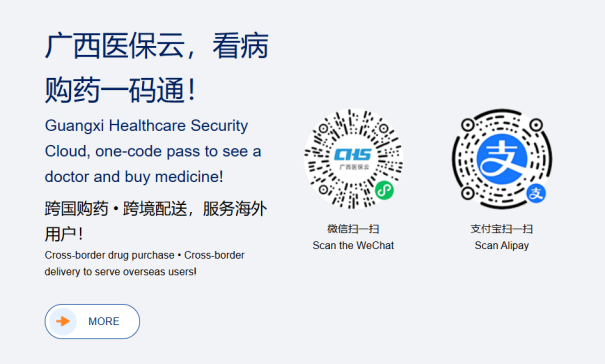 广西医保云，看病
购药一码通！
Guangxi Healthcare Security
Cloud, one-code pass to see a
doctor and buy medicine!
跨国购药 • 跨境配送，服务海外
用户！
Cross-border drug purchase • Cross-border
delivery to serve overseas users!
MORE
CHS
广西医保云
微信扫一扫
Scan the WeChat
支
支
支付宝扫一扫
Scan Alipay